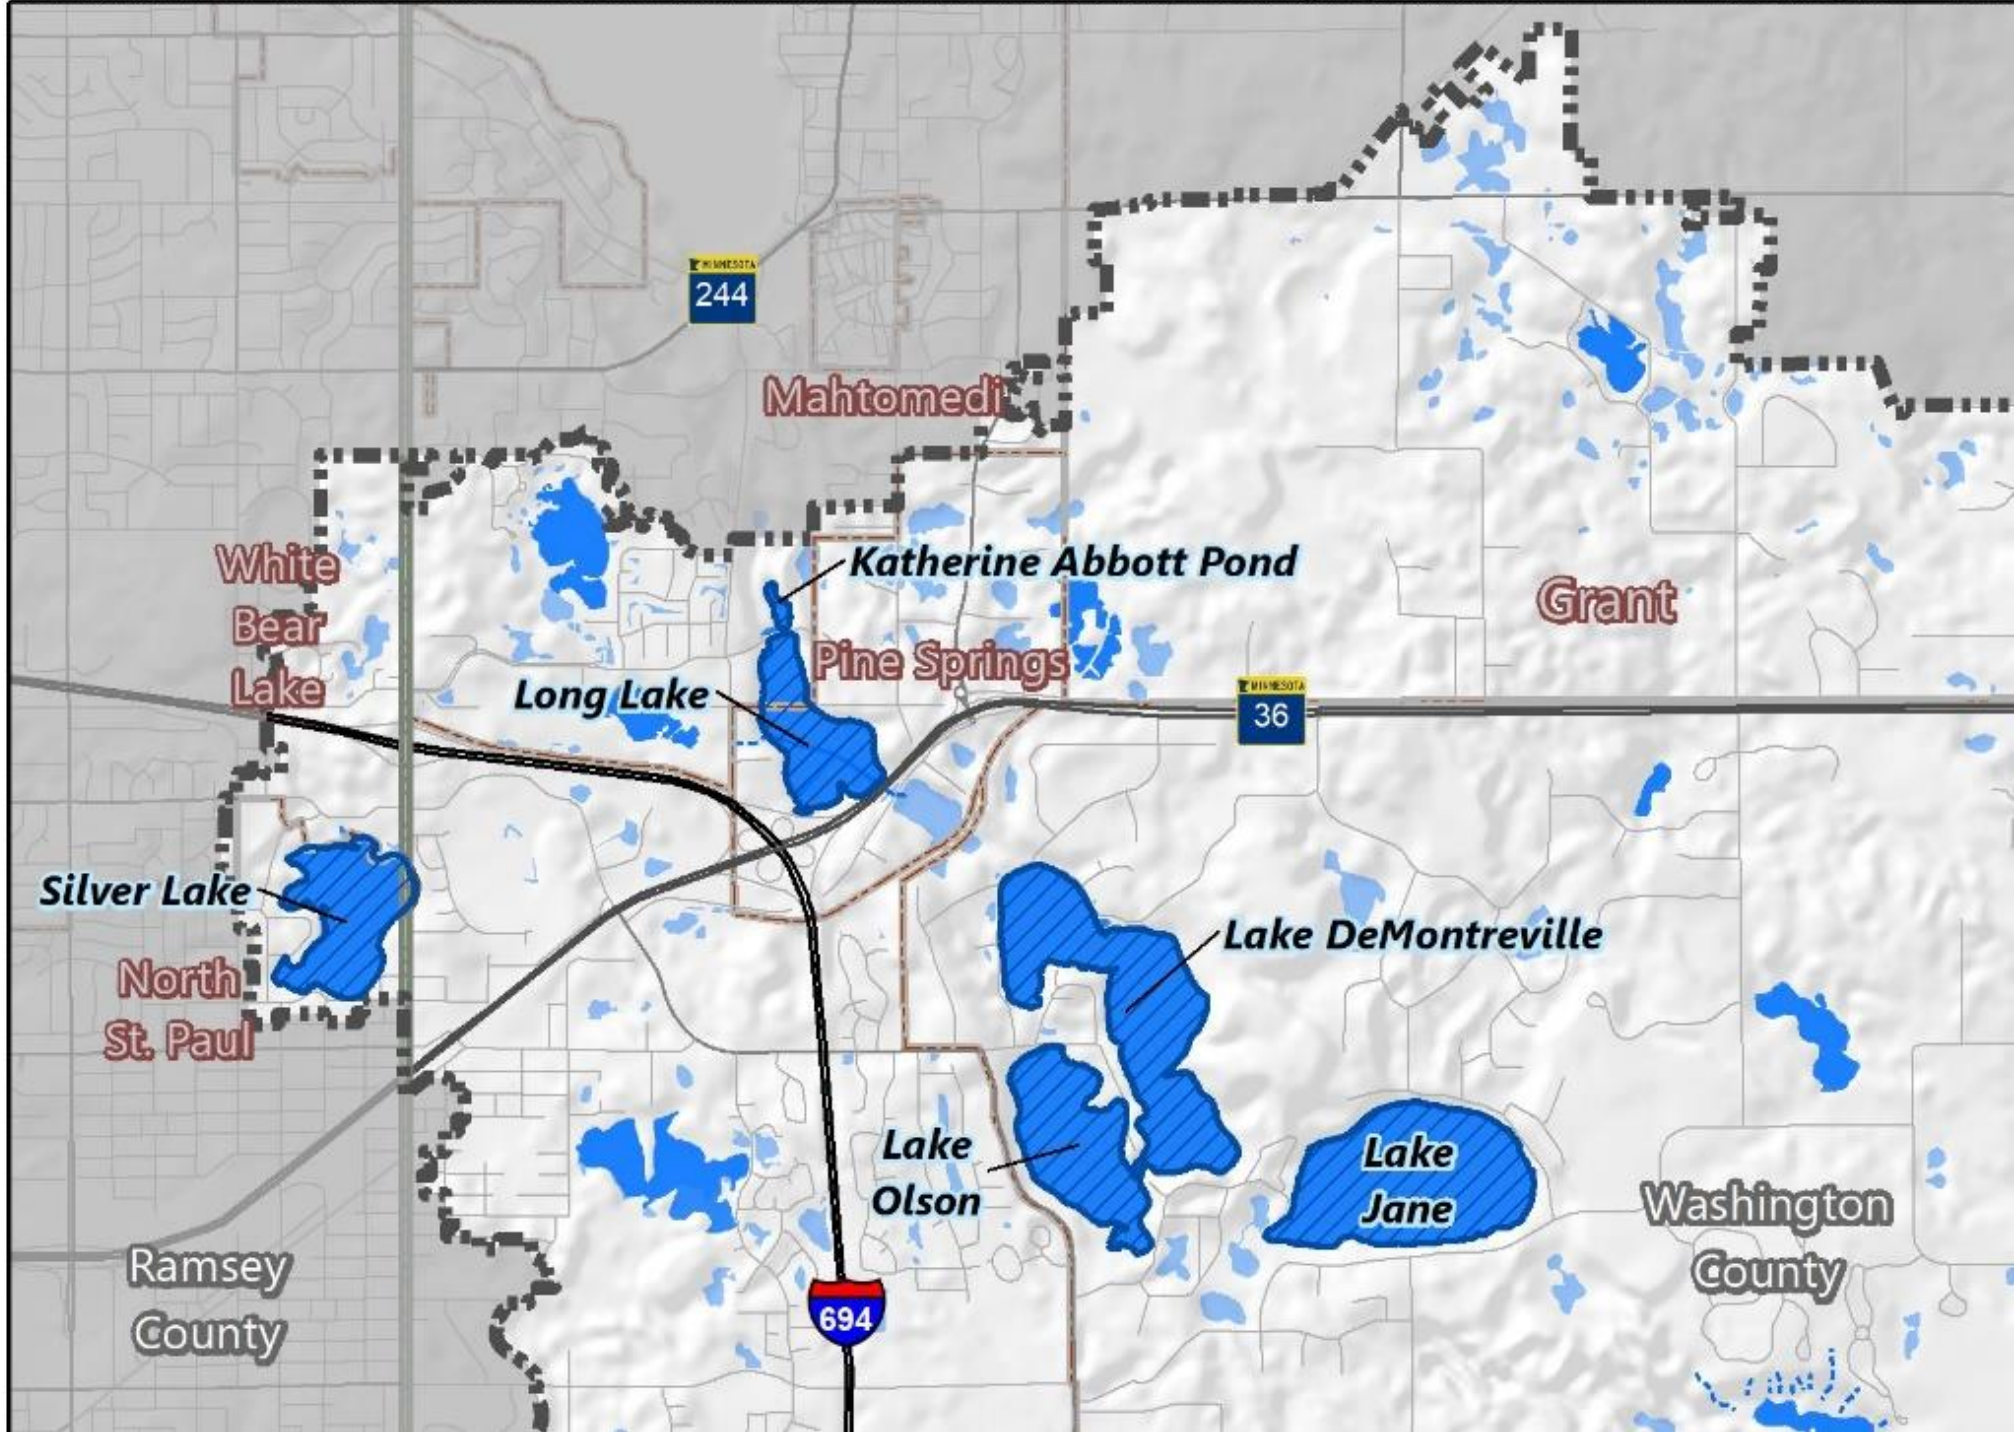 MINNESOTA
244
Mahtomedi
White
Bear
Lake
Katherine Abbott Pond
Grant
Pine Springs
Long Lake
MINNESOTA
36
Silver Lake
Lake DeMontreville
North
St. Paul
Lake
Olson
Lake
Jane
Washington
County
Ramsey
County
694